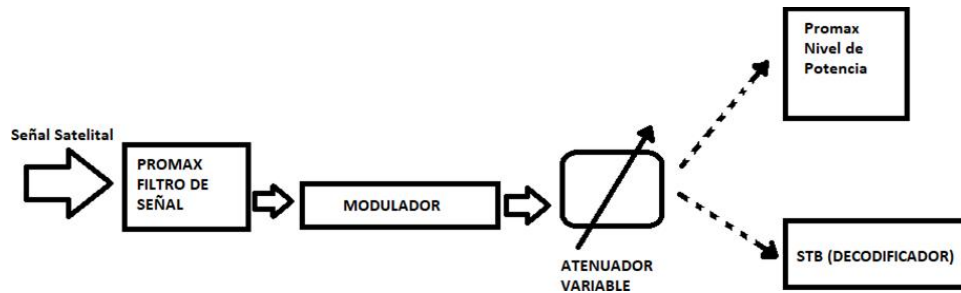 Señal Satelital
PROMAX
FILTRO DE
SEÑAL
MODULADOR
ATENUADOR
VARIABLE
Promax
Nivel de
Potencia
STB (DECODIFICADOR)